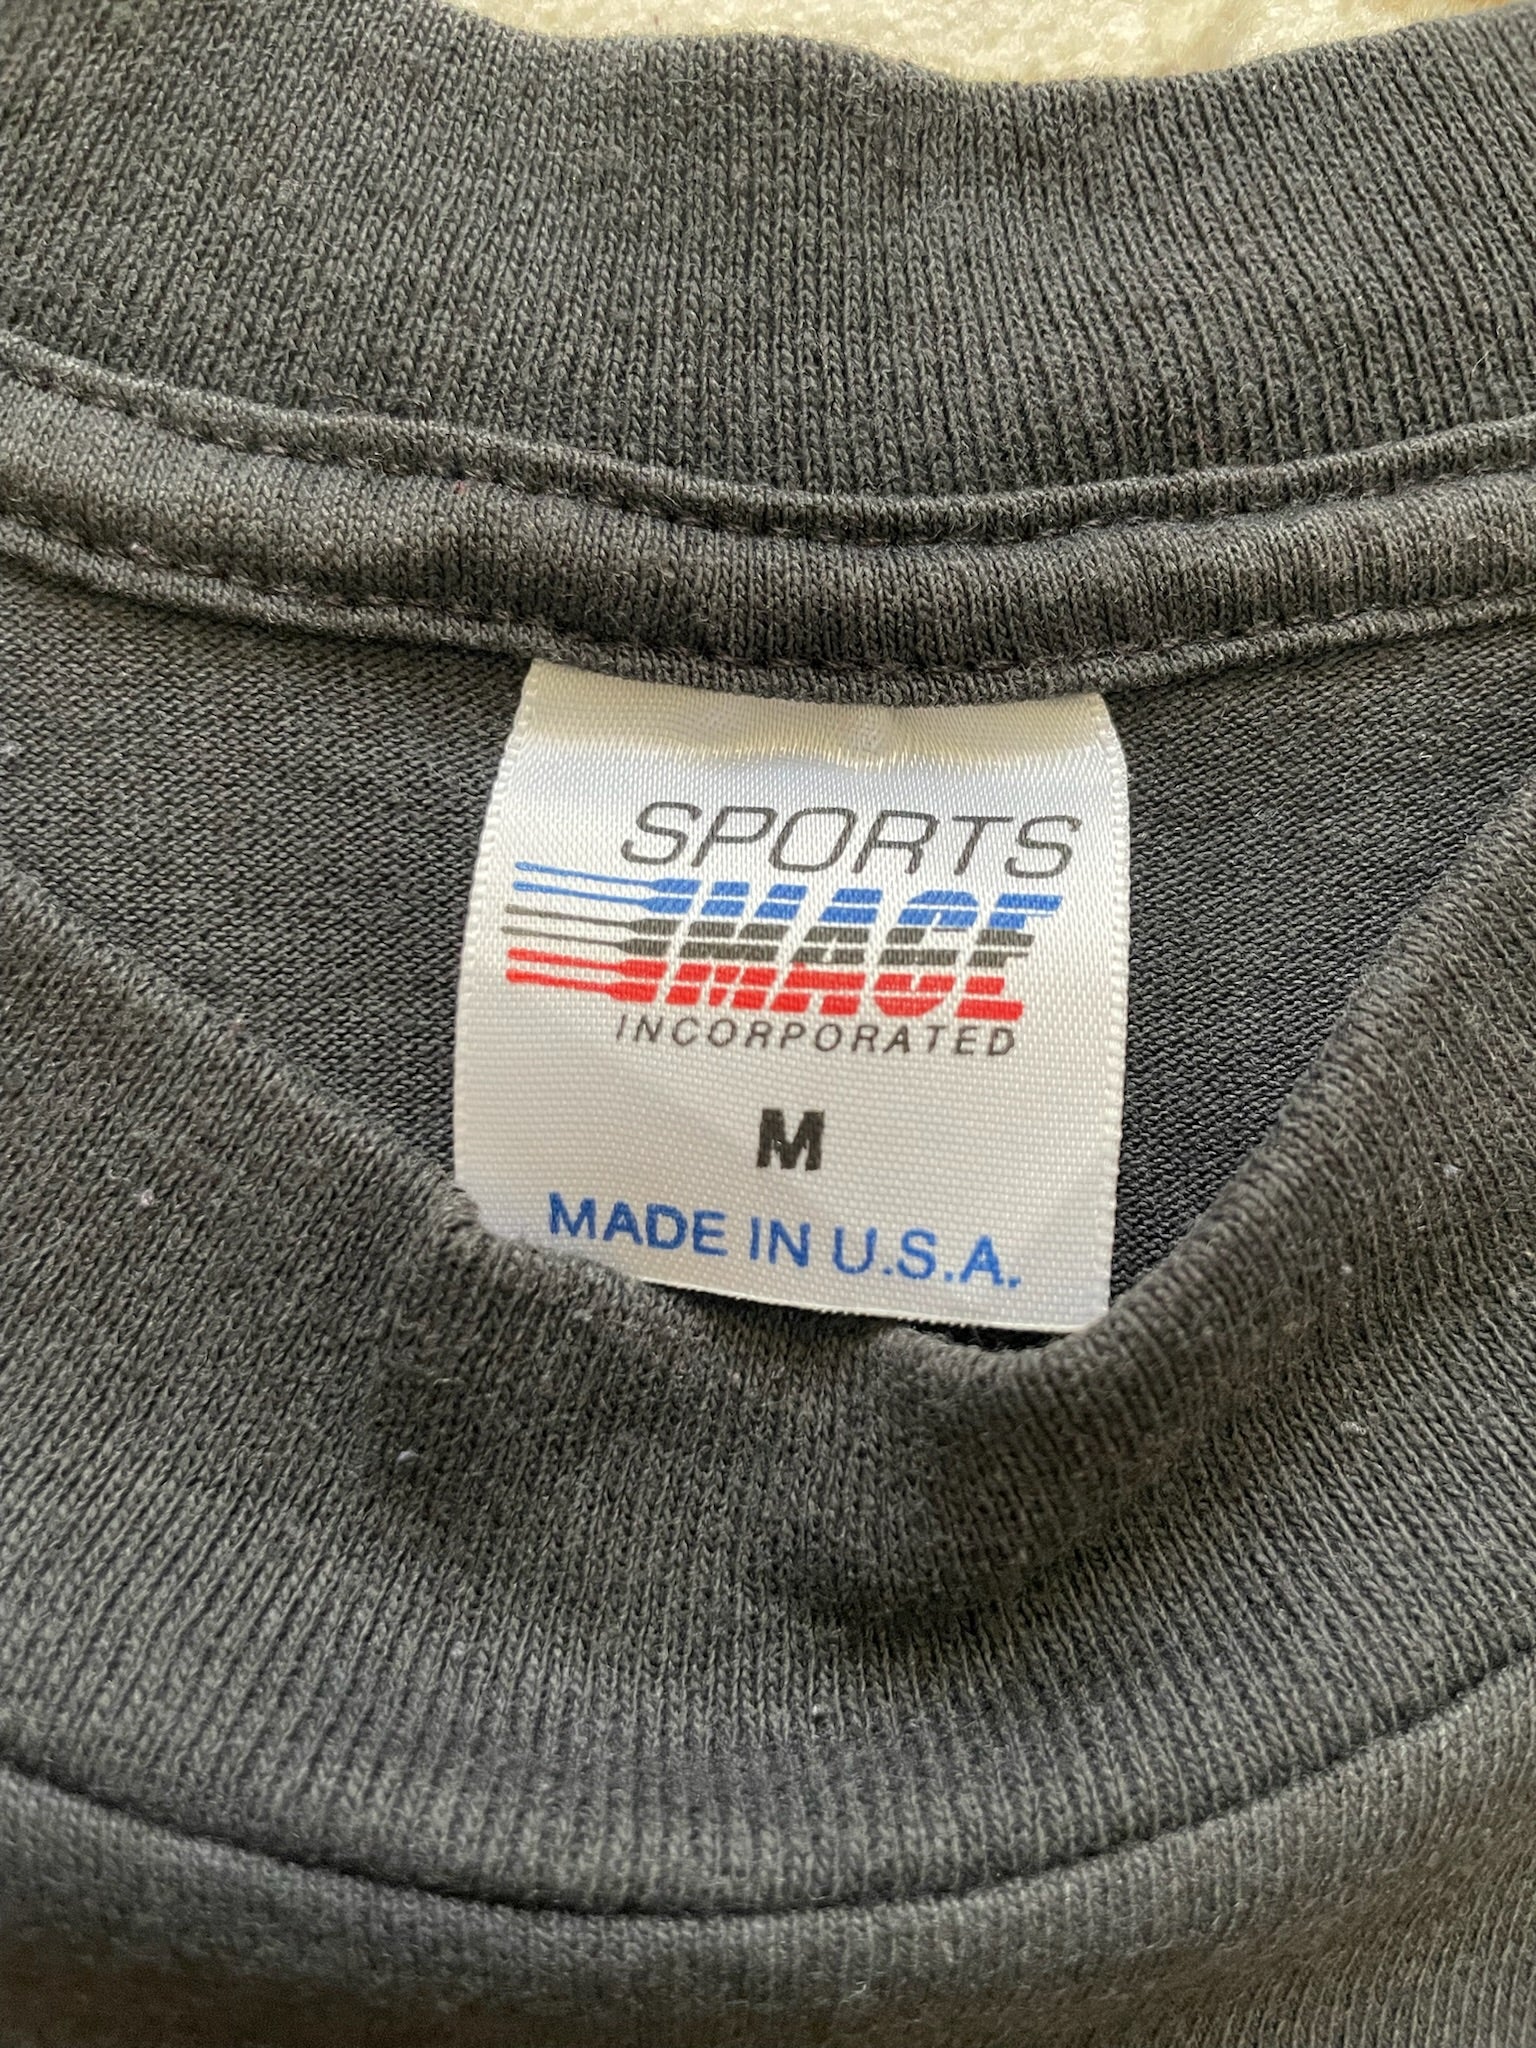 SPORTS
IMAGE
INCORPORATED
M
MADE IN U.S.A.